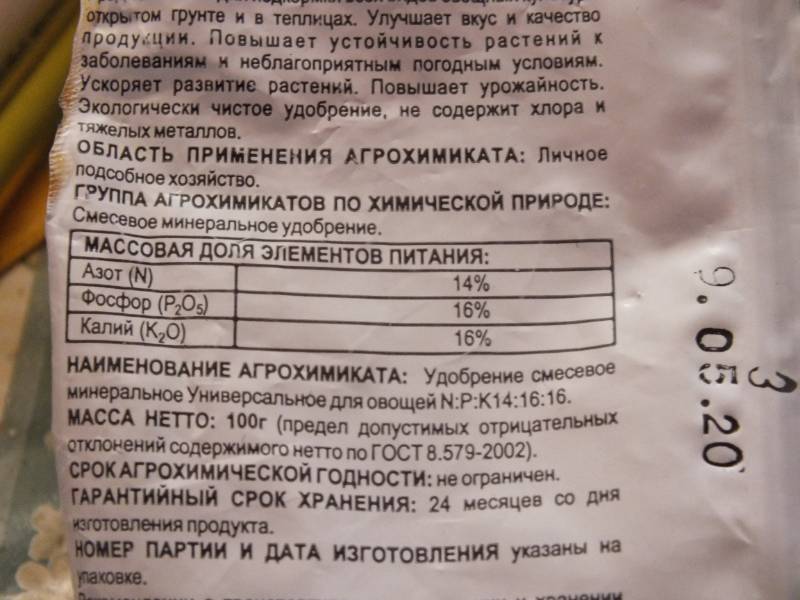 открытом грунте и в теплицах. Улучшает вкус и качество
продукции. Повышает устойчивость растений к
заболеваниям и неблагоприятным погодным условиям.
Ускоряет развитие растений. Повышает урожайность.
Экологически чистое удобрение, не содержит хлора и
тяжелых металлов.
ОБЛАСТЬ ПРИМЕНЕНИЯ АГРОХИМИКАТА: Личное
подсобное хозяйство.
ГРУППА АГРОХИМИКАТОВ ПО ХИМИЧЕСКОЙ ПРИРОДЕ:
Смесевое минеральное удобрение.
МАССОВАЯ ДОЛЯ ЭЛЕМЕНТОВ ПИТАНИЯ:
Азот (N) 14%
Фосфор (P₂O₅) 16%
Калий (K₂O) 16%
НАИМЕНОВАНИЕ АГРОХИМИКАТА: Удобрение смесевое
минеральное Универсальное для овощей N:P:K14:16:16.
МАССА НЕТТО: 100г (предел допустимых отрицательных
отклонений содержимого нетто по ГОСТ 8.579-2002).
СРОК АГРОХИМИЧЕСКОЙ ГОДНОСТИ: не ограничен.
ГАРАНТИЙНЫЙ СРОК ХРАНЕНИЯ: 24 месяцев со дня
изготовления продукта.
НОМЕР ПАРТИИ И ДАТА ИЗГОТОВЛЕНИЯ указаны на
упаковке.
3
9.05.20